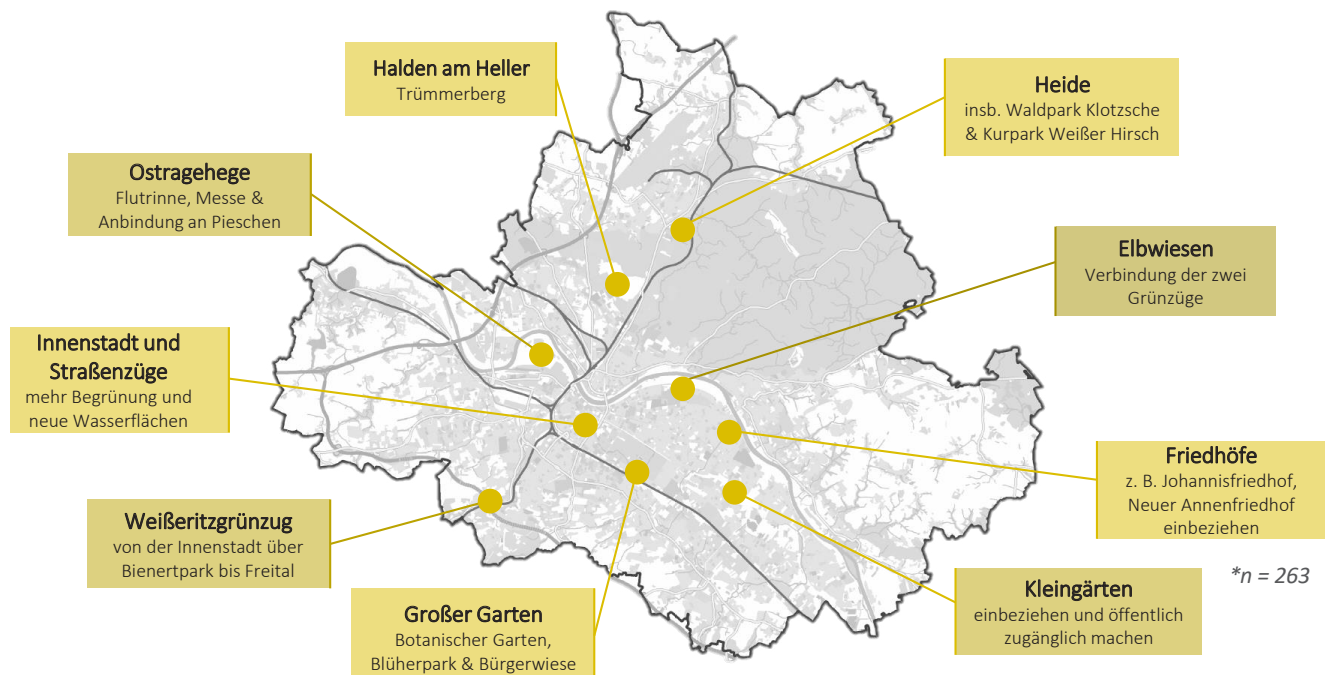 Halden am Heller
Trümmerberg
Heide
insb. Waldpark Klotzsche
& Kurpark Weißer Hirsch
Ostragehege
Flutrinne, Messe &
Anbindung an Pieschen
Elbwiesen
Verbindung der zwei
Grünzüge
Innenstadt und
Straßenzüge
mehr Begrünung und
neue Wasserflächen
Friedhöfe
z. B. Johannisfriedhof,
Neuer Annenfriedhof
einbeziehen
Weißeritzgrünzug
von der Innenstadt über
Bienertpark bis Freital
*n = 263
Kleingärten
einbeziehen und öffentlich
zugänglich machen
Großer Garten
Botanischer Garten,
Blüherpark & Bürgerwiese